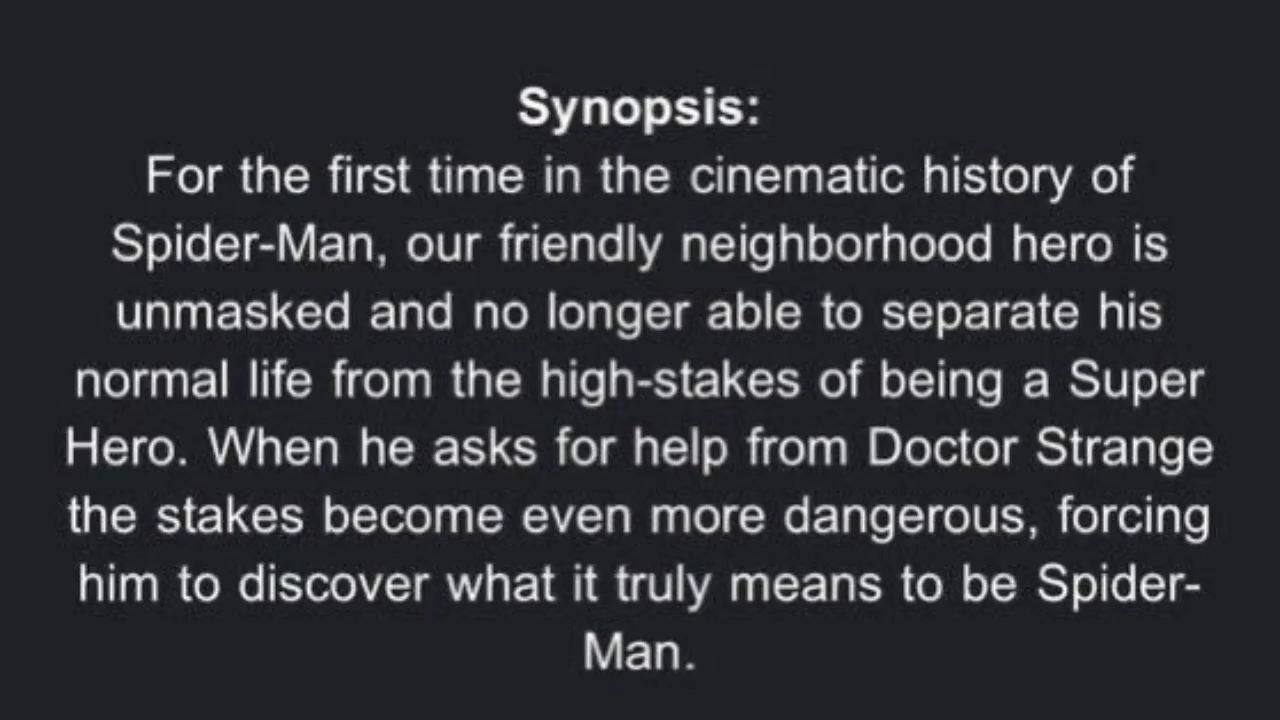 Synopsis:
For the first time in the cinematic history of
Spider-Man, our friendly neighborhood hero is
unmasked and no longer able to separate his
normal life from the high-stakes of being a Super
Hero. When he asks for help from Doctor Strange
the stakes become even more dangerous, forcing
him to discover what it truly means to be Spider-
Man.